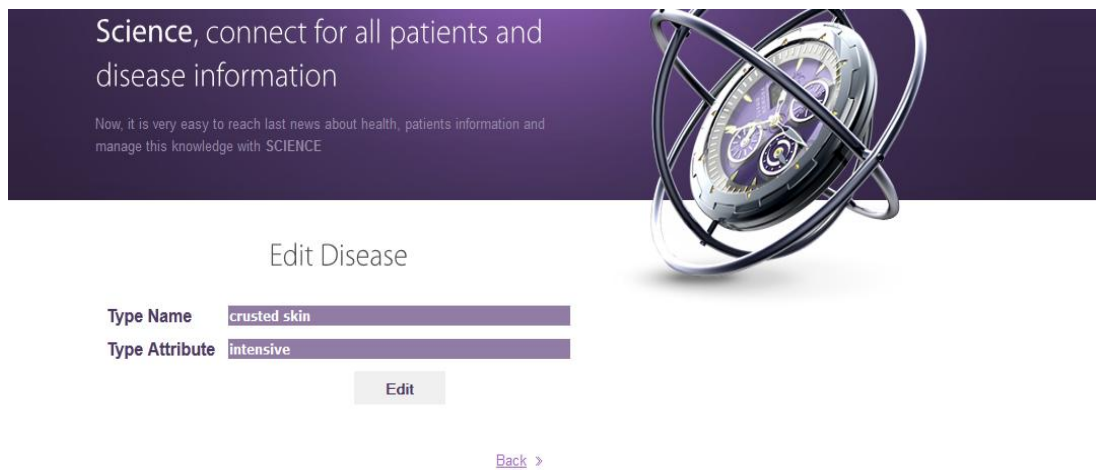 Science, connect for all patients and
disease information
Now, it is very easy to reach last news about health, patients information and
manage this knowledge with SCIENCE
Edit Disease
Type Name crusted skin
Type Attribute intensive
Edit
Back »